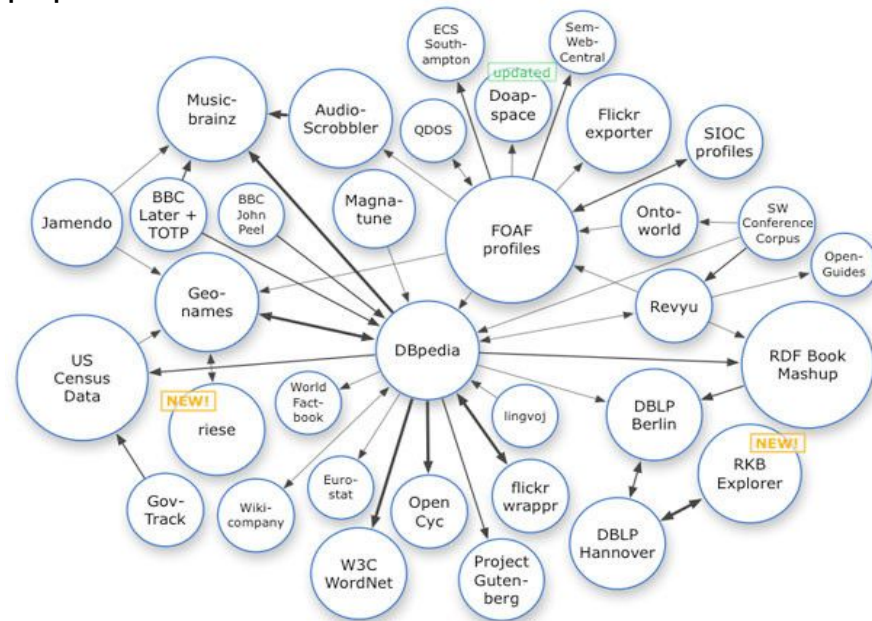 ECS
South-
ampton
Sem-
Web-
Central
updated
Doap-
space
Music-
brainz
Audio-
Scrobbler
QDOS
Flickr
exporter
SIOC
profiles
Jamendo
BBC
Later +
TOTP
BBC
John
Peel
Magna-
tune
FOAF
profiles
Onto-
world
SW
Conference
Corpus
Open-
Guides
Geo-
names
Revyu
US
Census
Data
DBpedia
RDF Book
Mashup
NEW!
riese
World
Fact-
book
lingvoj
DBLP
Berlin
NEW!
RKB
Explorer
Gov-
Track
Wiki-
company
Euro-
stat
Open
Cyc
flickr
wrappr
DBLP
Hannover
W3C
WordNet
Project
Guten-
berg